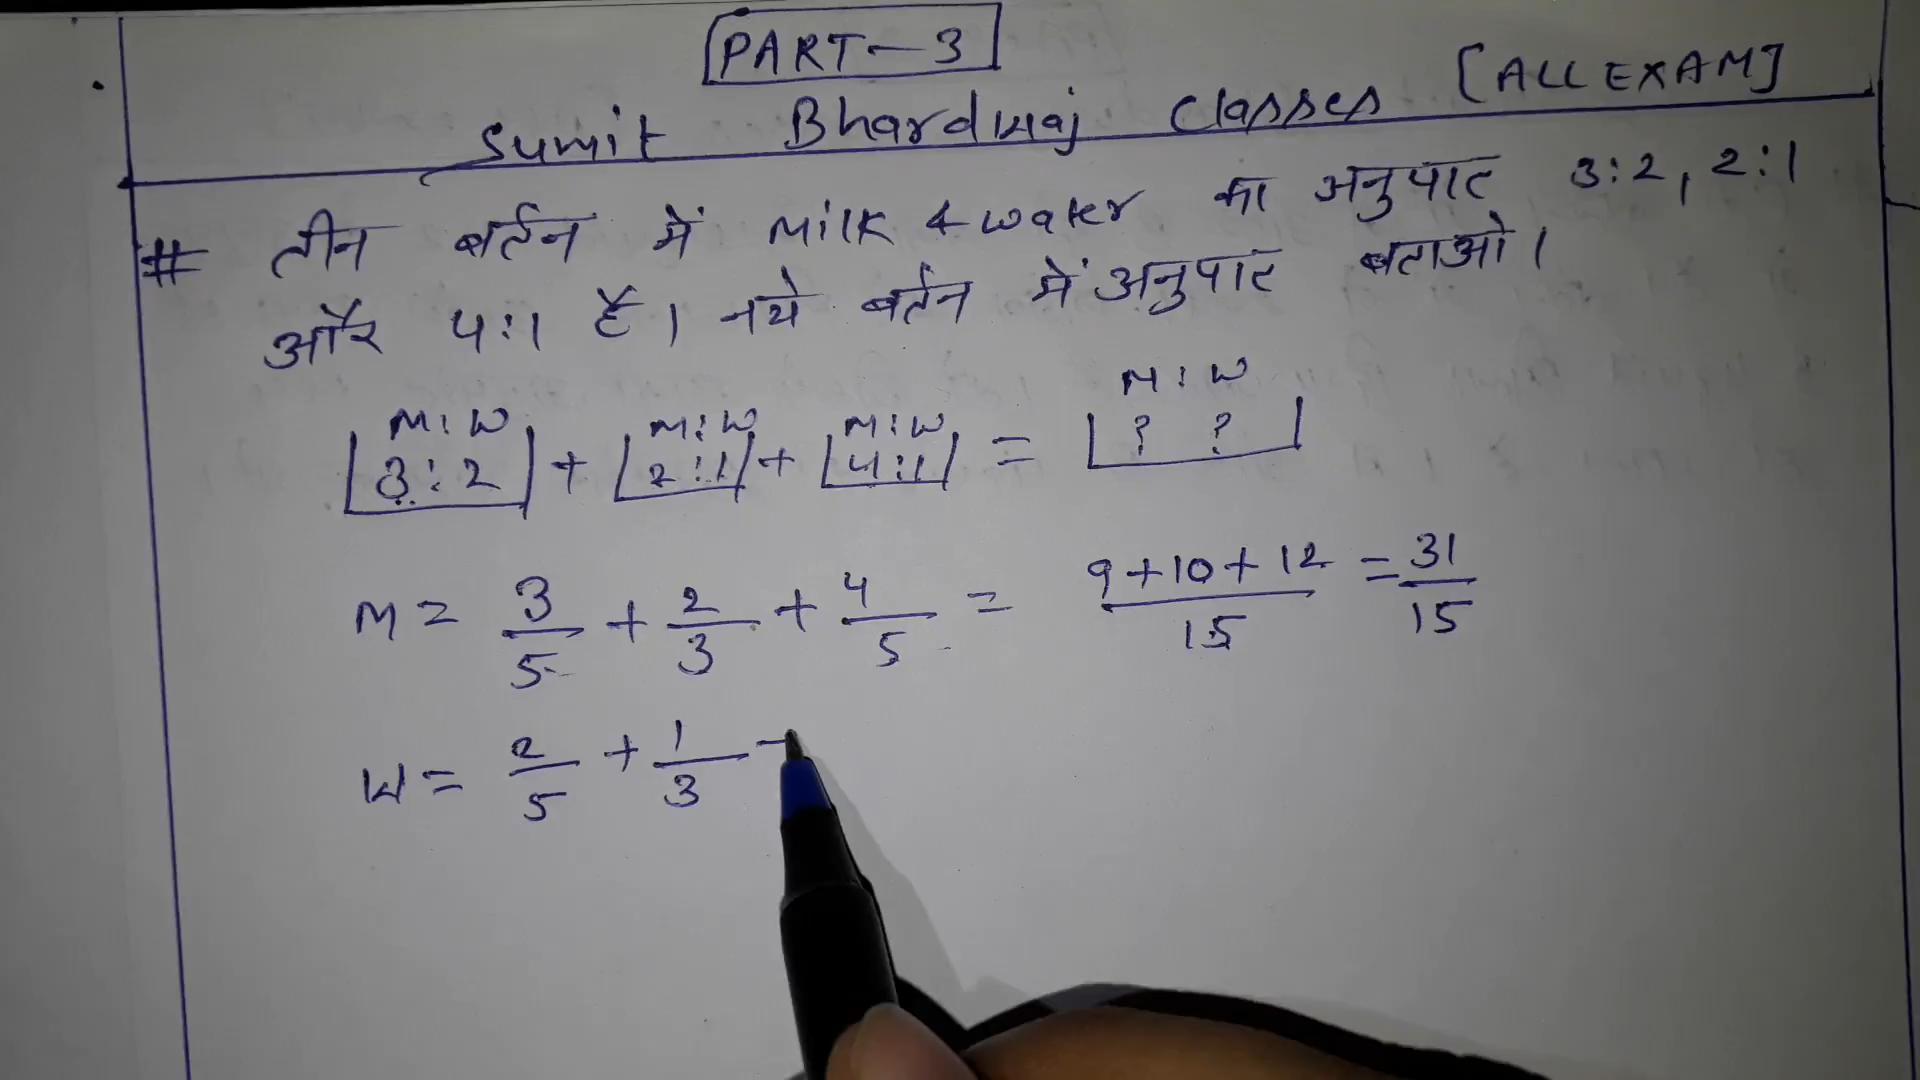 PART-3
Sumit Bhardwaj Classes [ALL EXAM]
# तीन बर्तन में Milk & water का अनुपात 3:2, 2:1
और 4:1 है। नये बर्तन में अनुपात बताओ।
M:W M:W M:W M:W
3:2 + 2:1 + 4:1 = ? ?
M = 3/5 + 2/3 + 4/5 = 9+10+12/15 = 31/15
W = 2/5 + 1/3 -